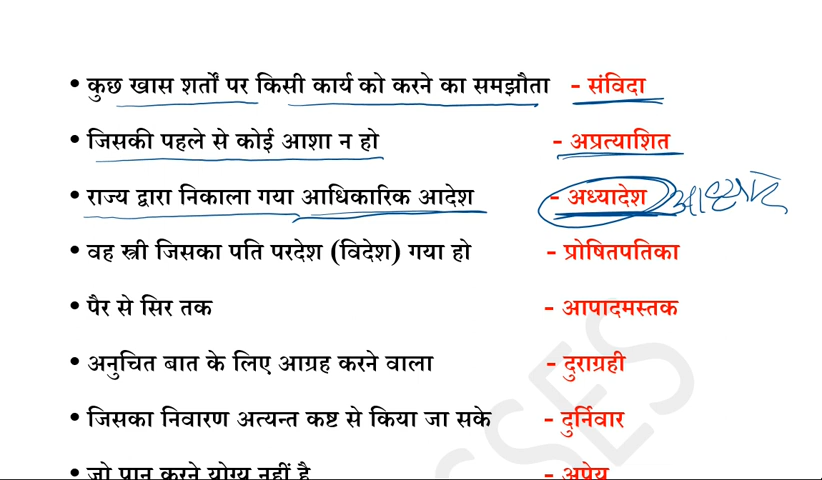 • कुछ खास शर्तों पर किसी कार्य को करने का समझौता - संविदा
• जिसकी पहले से कोई आशा न हो - अप्रत्याशित
• राज्य द्वारा निकाला गया आधिकारिक आदेश - अध्यादेश
• वह स्त्री जिसका पति परदेश (विदेश) गया हो - प्रोषितपतिका
• पैर से सिर तक - आपादमस्तक
• अनुचित बात के लिए आग्रह करने वाला - दुराग्रही
• जिसका निवारण अत्यन्त कष्ट से किया जा सके - दुर्निवार
• जो पान करने योग्य नहीं है - अपेय